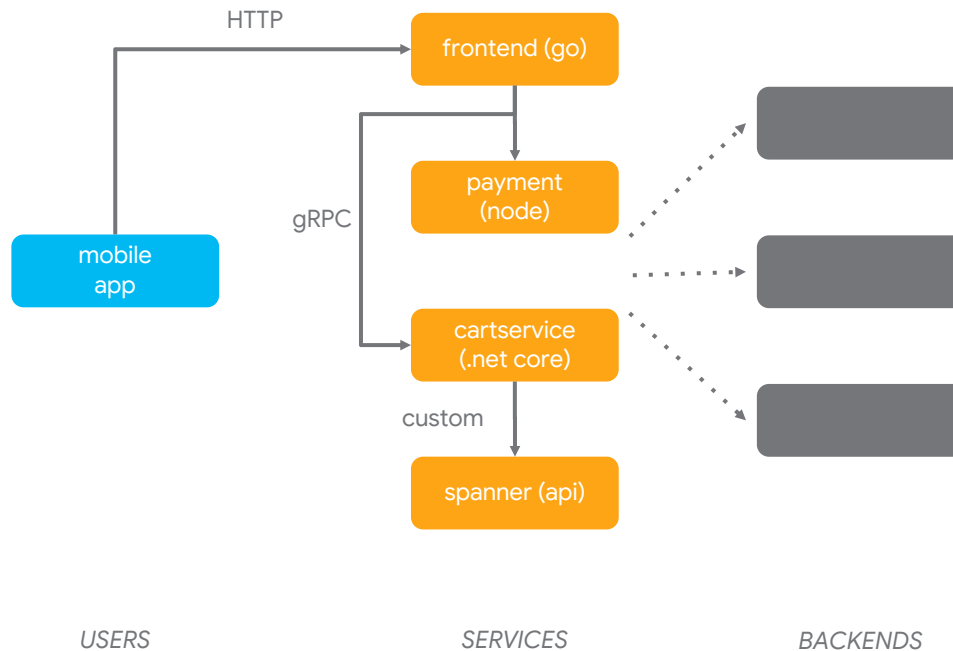 HTTP
frontend (go)
payment
(node)
gRPC
mobile
app
cartservice
(.net core)
custom
spanner (api)
USERS
SERVICES
BACKENDS